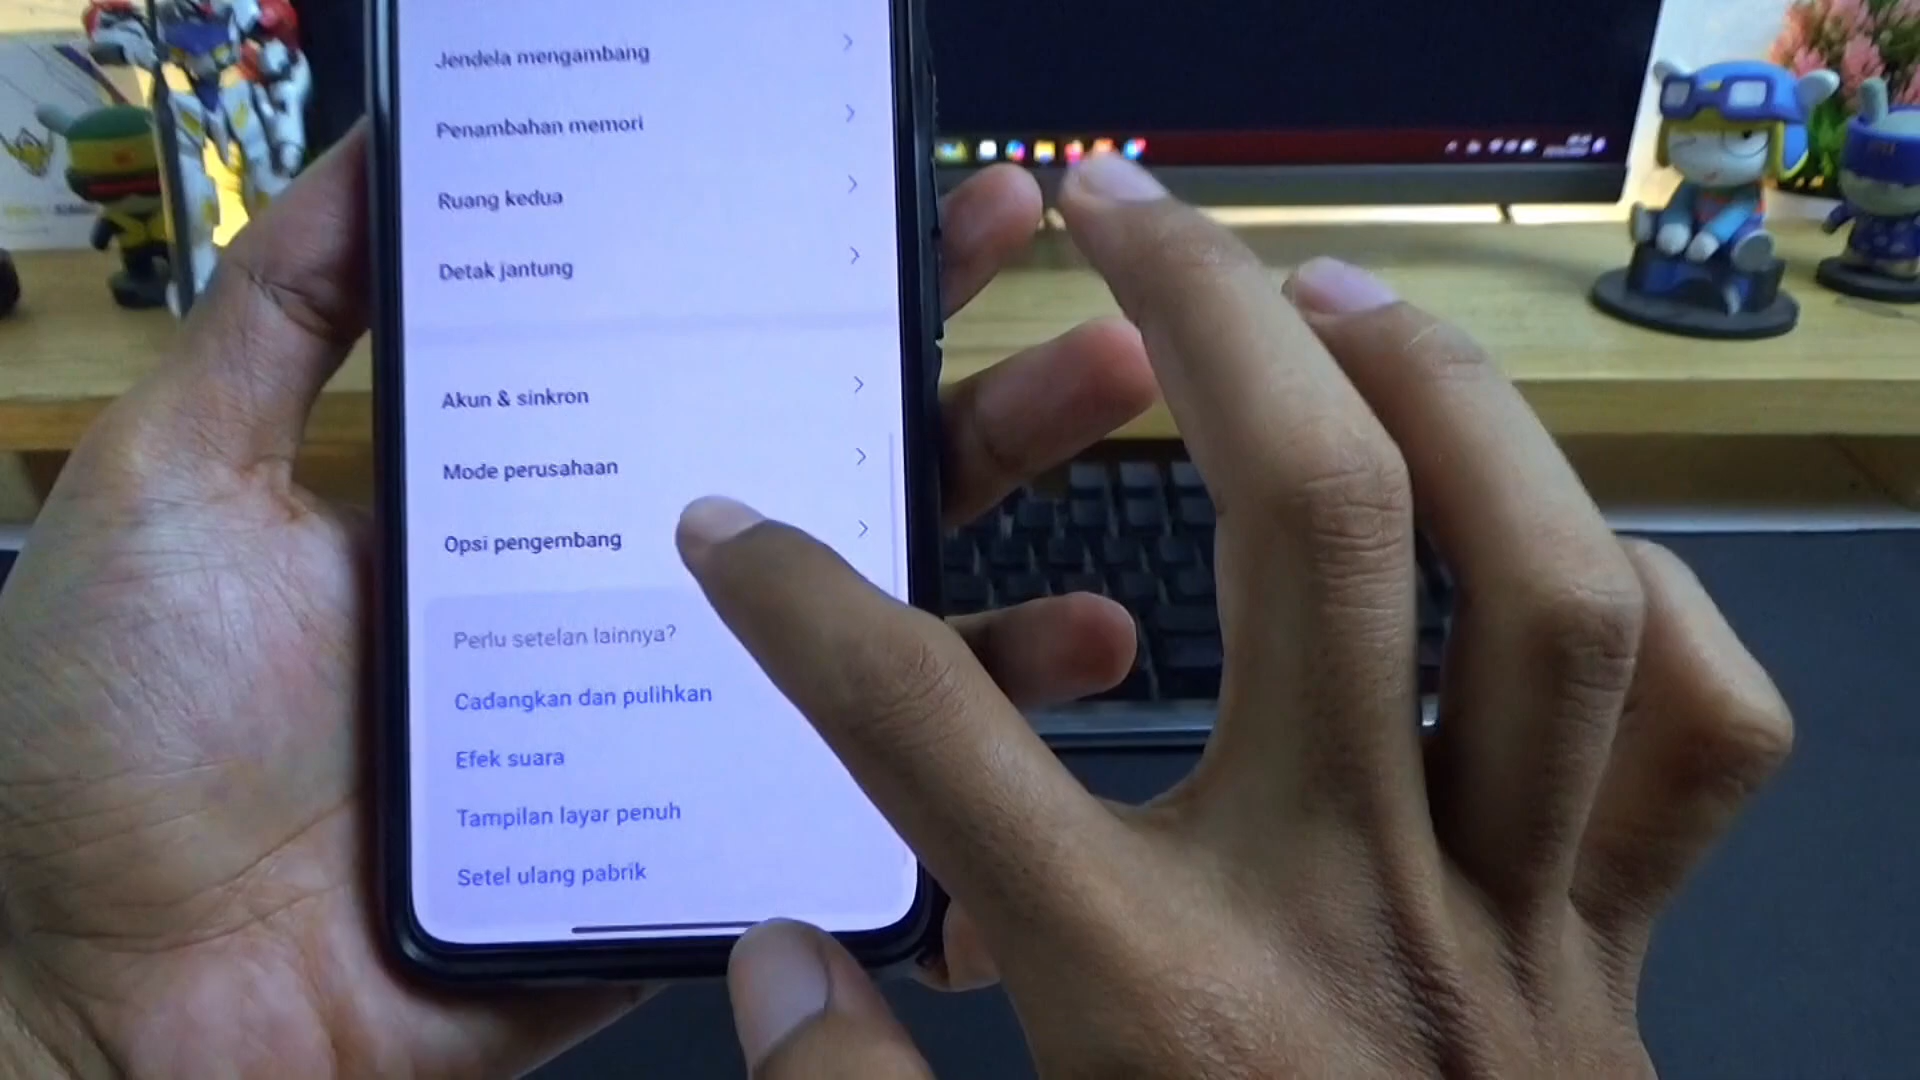 Jendela mengambang
Penambahan memori
Ruang kedua
Detak jantung
Akun & sinkron
Mode perusahaan
Opsi pengembang
Perlu setelan lainnya?
Cadangkan dan pulihkan
Efek suara
Tampilan layar penuh
Setel ulang pabrik